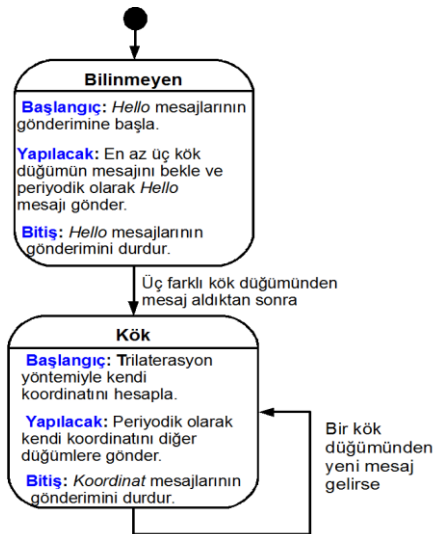 Bilinmeyen
Başlangıç: Hello mesajlarının
gönderimine başla.
Yapılacak: En az üç kök
düğümün mesajını bekle ve
periyodik olarak Hello
mesajı gönder.
Bitiş: Hello mesajlarının
gönderimini durdur.
Üç farklı kök düğümünden
mesaj aldıktan sonra
Kök
Başlangıç: Trilaterasyon
yöntemiyle kendi
koordinatını hesapla.
Yapılacak: Periyodik olarak
kendi koordinatını diğer
düğümlere gönder.
Bitiş: Koordinat mesajlarının
gönderimini durdur.
Bir kök
düğümünden
yeni mesaj
gelirse